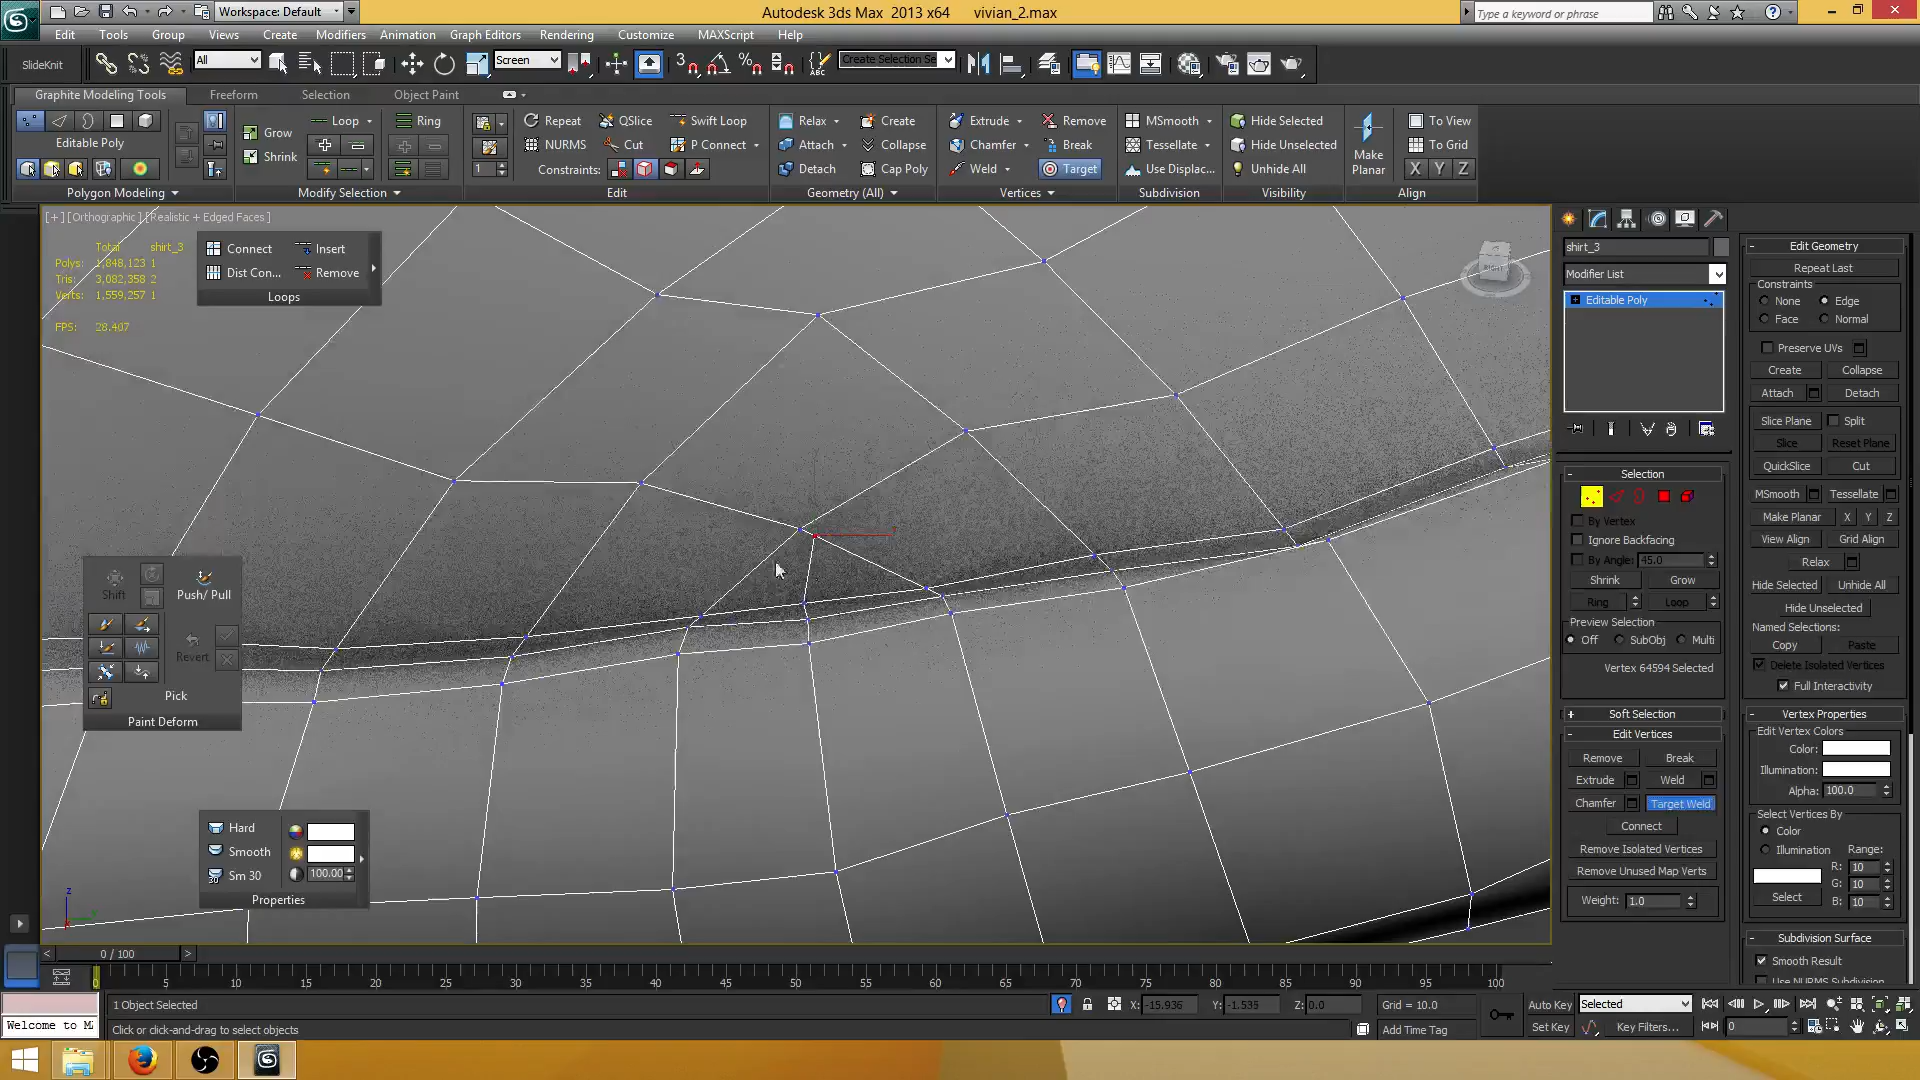 Workspace: Default
Autodesk 3ds Max 2013 x64 vivian_2.max
Type a keyword or phrase
Edit Tools Group Views Create Modifiers Animation Graph Editors Rendering Customize MAXScript Help
SlideKnit All Screen Create Selection Se
Graphite Modeling Tools Freeform Selection Object Paint
Loop Ring Repeat QSlice Swift Loop Relax Create Extrude Remove MSmooth Hide Selected To View
Editable Poly Grow NURMS Cut P Connect Attach Collapse Chamfer Break Tessellate Hide Unselected Make Planar To Grid
Shrink 1 Constraints: Detach Cap Poly Weld Target Use Displac... Unhide All X Y Z
Polygon Modeling Modify Selection Edit Geometry (All) Vertices Subdivision Visibility Align
[+] [Orthographic] [Realistic + Edged Faces]
Total shirt_3
Polys: 1,848,123 1
Tris: 3,082,358 2
Verts: 1,559,257 1
FPS: 28.407
Connect Insert
Dist Con... Remove
Loops
RIGHT
Shift Push/ Pull
Revert
Pick
Paint Deform
Hard
Smooth
Sm 30 100.00
Properties
z
shirt_3
Modifier List
Editable Poly
Selection
By Vertex
Ignore Backfacing
By Angle: 45.0
Shrink Grow
Ring Loop
Preview Selection
Off SubObj Multi
Vertex 64594 Selected
Soft Selection
Edit Vertices
Remove Break
Extrude Weld
Chamfer Target Weld
Connect
Remove Isolated Vertices
Remove Unused Map Verts
Weight: 1.0
Edit Geometry
Repeat Last
Constraints
None Edge
Face Normal
Preserve UVs
Create Collapse
Attach Detach
Slice Plane Split
Slice Reset Plane
QuickSlice Cut
MSmooth Tessellate
Make Planar X Y Z
View Align Grid Align
Relax
Hide Selected Unhide All
Hide Unselected
Named Selections:
Copy Paste
Delete Isolated Vertices
Full Interactivity
Vertex Properties
Edit Vertex Colors
Color:
Illumination:
Alpha: 100.0
Select Vertices By
Color
Illumination Range:
R: 10
G: 10
Select B: 10
Subdivision Surface
Smooth Result
Use NURMS Subdivision
< 0 / 100 >
0 5 10 15 20 25 30 35 40 45 50 55 60 65 70 75 80 85 90 95 100
1 Object Selected X: -15.936 Y: -1.535 Z: 0.0 Grid = 10.0 Auto Key Selected
Welcome to M Click or click-and-drag to select objects Add Time Tag Set Key Key Filters... 0